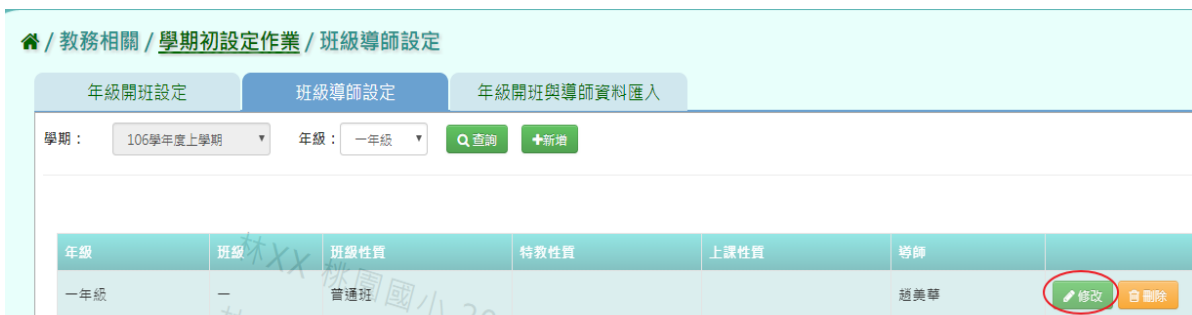 / 教務相關 / 學期初設定作業 / 班級導師設定
年級開班設定 班級導師設定 年級開班與導師資料匯入
學期： 106學年度上學期 年級： 一年級 查詢 新增
年級 班級 班級性質 特教性質 上課性質 導師
一年級 一 普通班 趙美華 修改 刪除
林XX 桃園國小 20